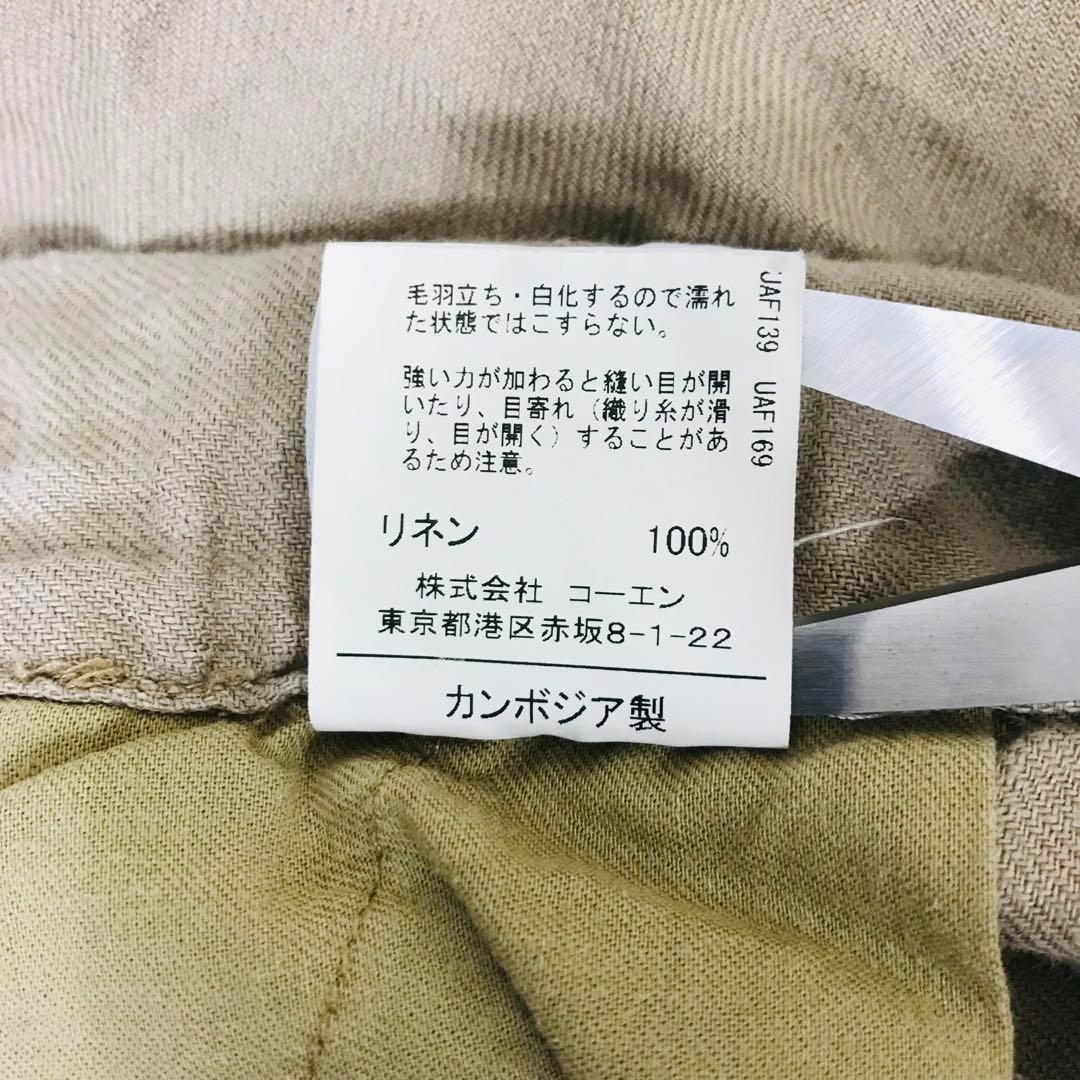 毛羽立ち・白化するので濡れ
た状態ではこすらない。
強い力が加わると縫い目が開
いたり、目寄れ（織り糸が滑
り、目が開く）することがあ
るため注意。
リネン 100%
株式会社 コーエン
東京都港区赤坂8-1-22
カンボジア製
UAF139 UAF169